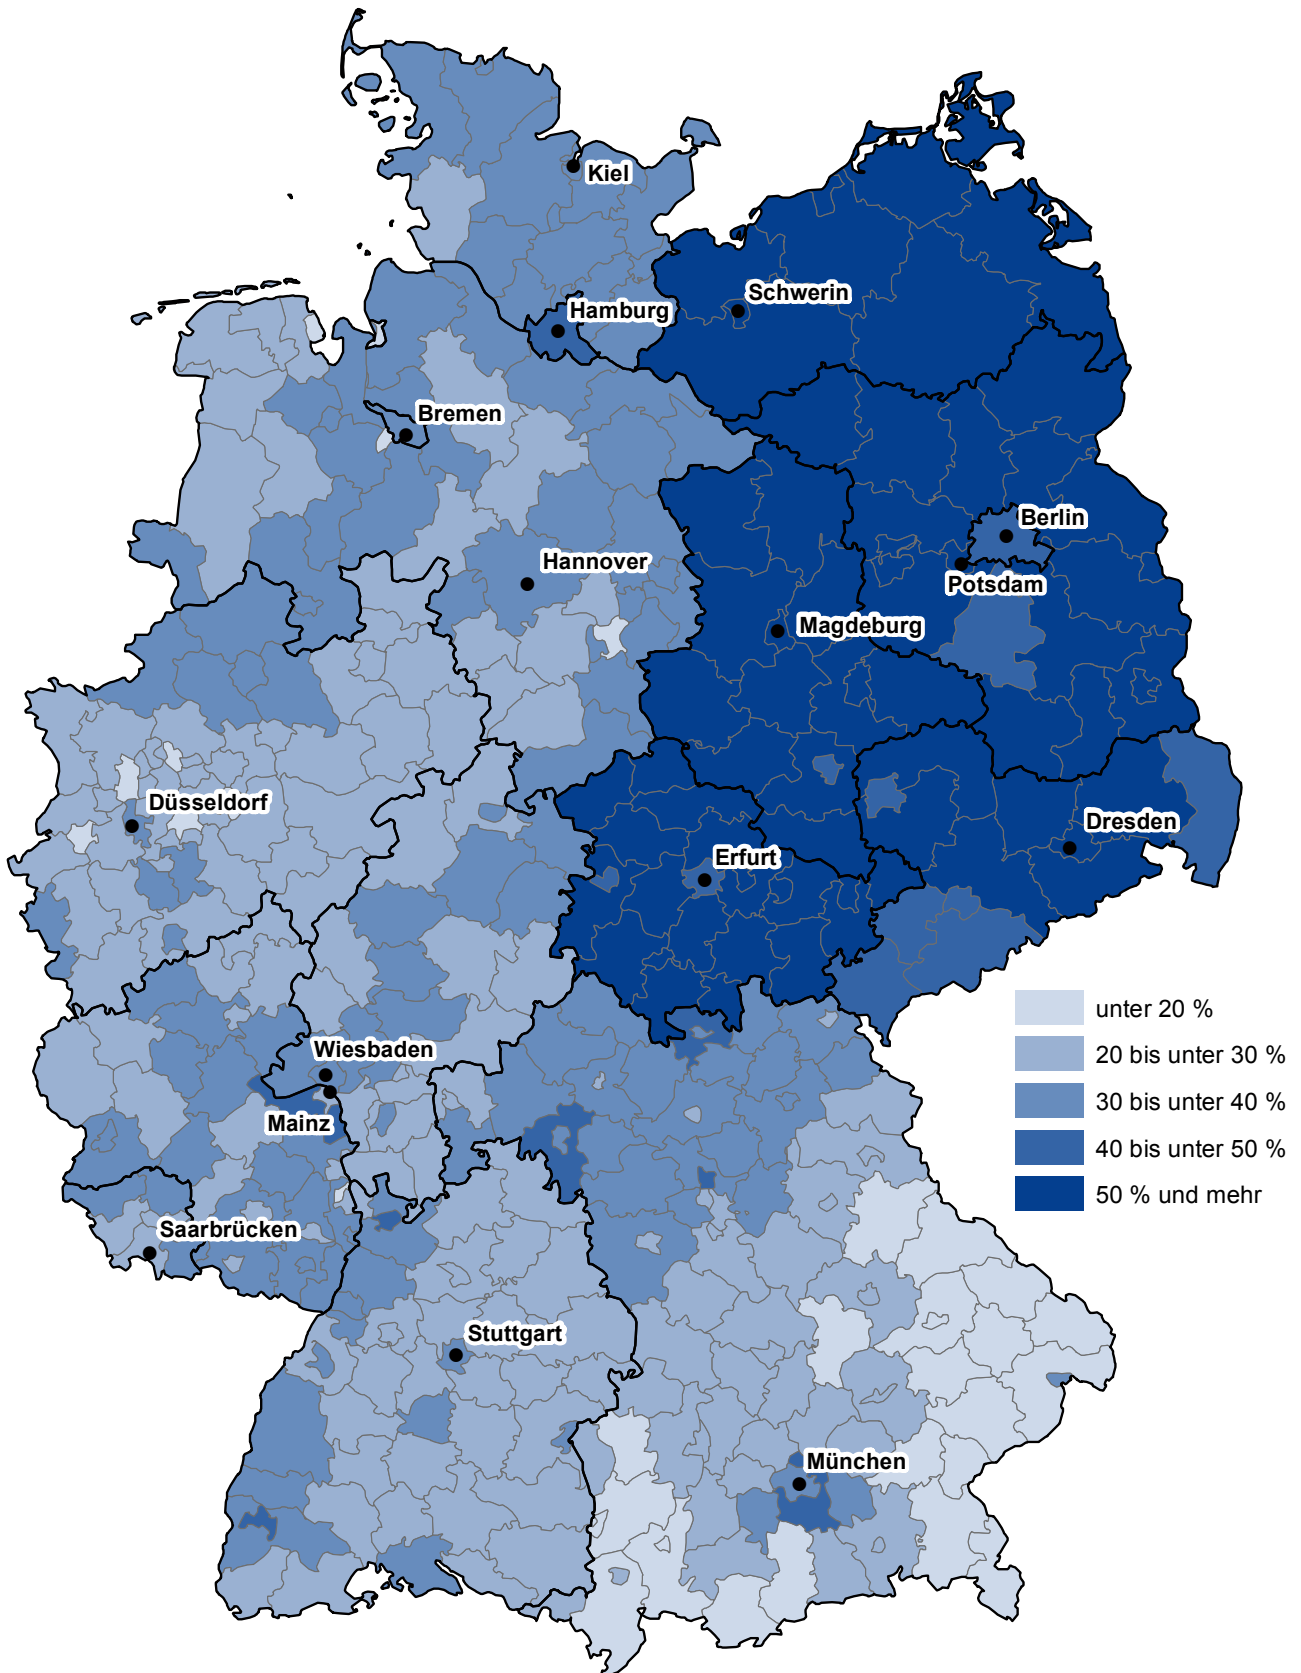 Kiel
Schwerin
Hamburg
Bremen
Berlin
Hannover
Potsdam
Magdeburg
Düsseldorf
Dresden
Erfurt
unter 20 %
Wiesbaden
20 bis unter 30 %
30 bis unter 40 %
Mainz
40 bis unter 50 %
50 % und mehr
Saarbrücken
Stuttgart
München